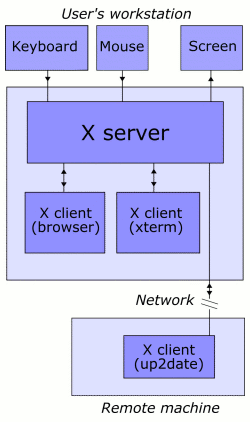 User's workstation
Keyboard
Mouse
Screen
X server
X client
(browser)
X client
(xterm)
Network
X client
(up2date)
Remote machine